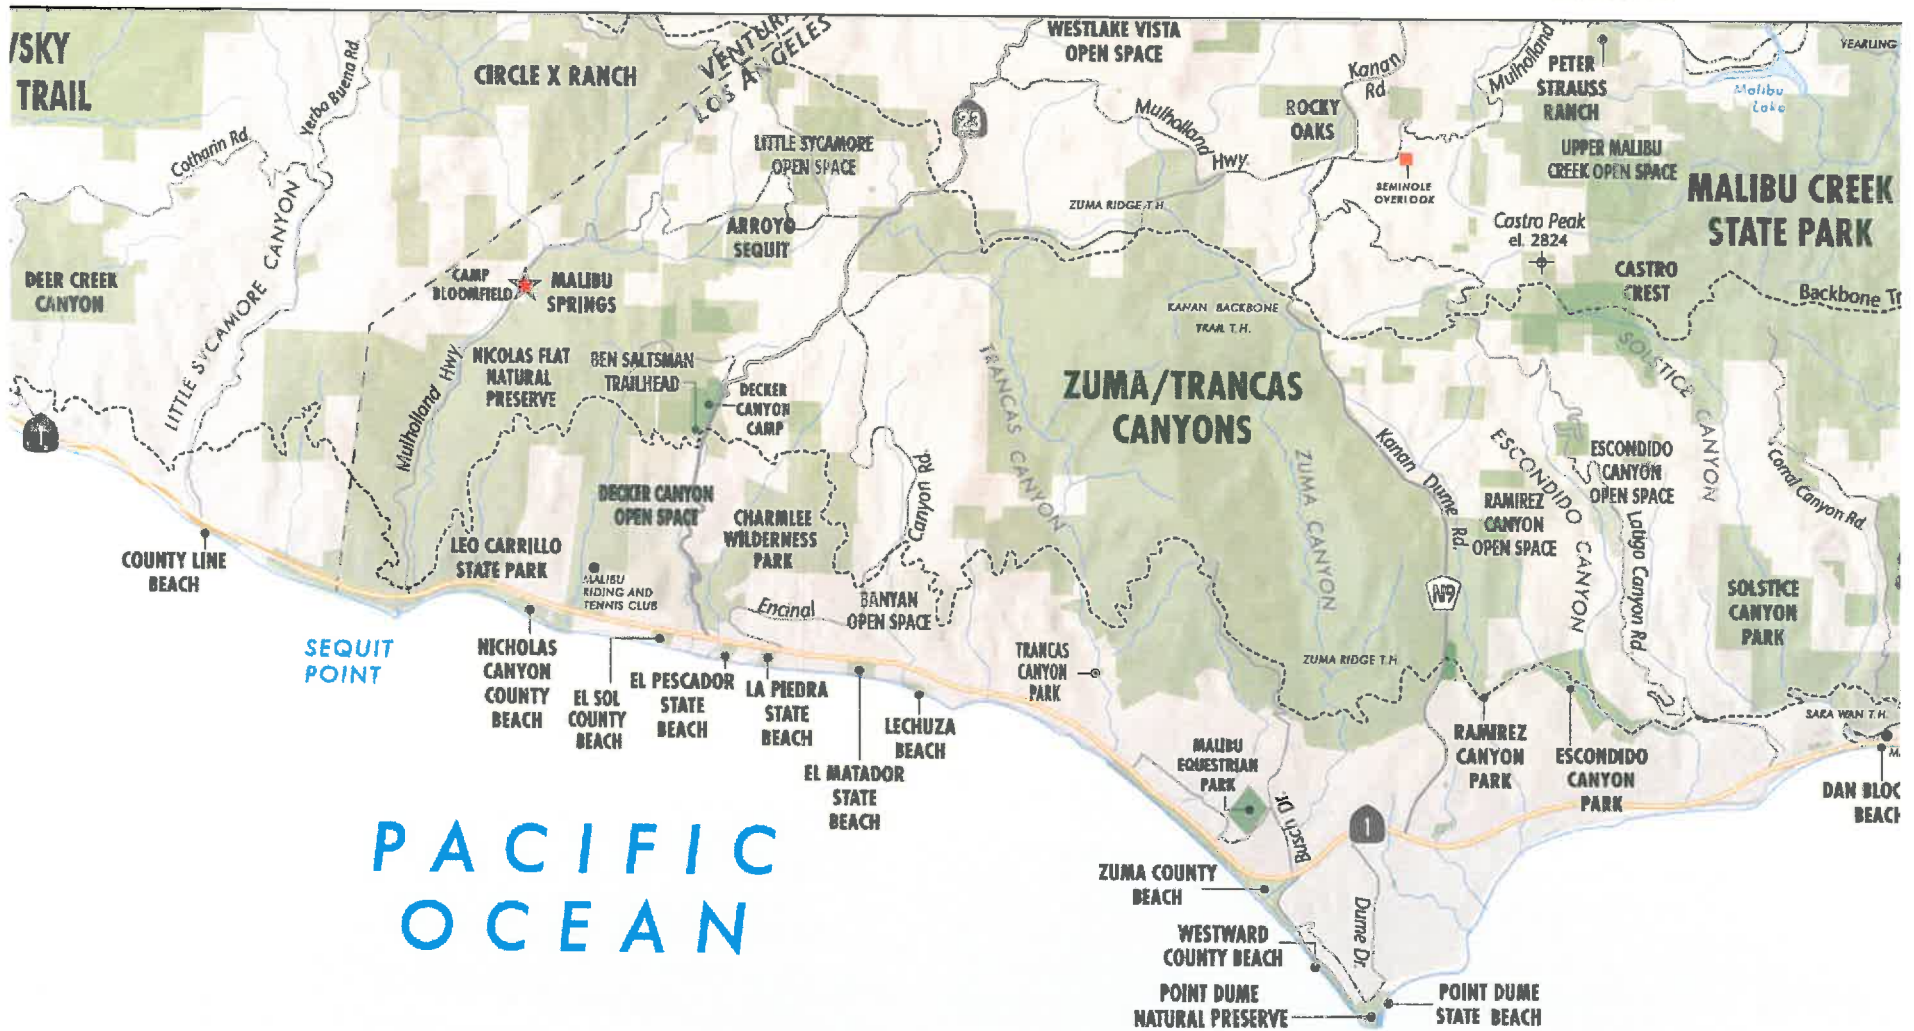 VSKY
TRAIL
Yerba Buena Rd.
Cotharin Rd.
CIRCLE X RANCH
VENTURA
LOS ANGELES
LITTLE SYCAMORE
OPEN SPACE
23
WESTLAKE VISTA
OPEN SPACE
Mulholland
Hwy.
Kanan
Rd.
ROCKY
OAKS
Mulholland
PETER
STRAUSS
RANCH
YEARLING
Malibu
Lake
UPPER MALIBU
CREEK OPEN SPACE
SEMINOLE
OVERLOOK
MALIBU CREEK
STATE PARK
ZUMA RIDGE T.H.
Castro Peak
el. 2824
ARROYO
SEQUIT
CASTRO
CREST
Backbone Tr
DEER CREEK
CANYON
LITTLE SYCAMORE CANYON
CAMP
BLOOMFIELD
MALIBU
SPRINGS
KANAN BACKBONE
TRAIL T.H.
SOLSTICE CANYON
Mulholland Hwy.
NICOLAS FLAT
NATURAL
PRESERVE
BEN SALTSMAN
TRAILHEAD
DECKER
CANYON
CAMP
TRANCAS CANYON
ZUMA/TRANCAS
CANYONS
1
ZUMA CANYON
Kanan Dume Rd.
ESCONDIDO CANYON
ESCONDIDO
CANYON
OPEN SPACE
Corral Canyon Rd.
Canyon Rd.
DECKER CANYON
OPEN SPACE
CHARMLEE
WILDERNESS
PARK
RAMIREZ
CANYON
OPEN SPACE
Latigo Canyon Rd.
COUNTY LINE
BEACH
LEO CARRILLO
STATE PARK
MALIBU
RIDING AND
TENNIS CLUB
Encinal
BANYAN
OPEN SPACE
N9
SOLSTICE
CANYON
PARK
SEQUIT
POINT
NICHOLAS
CANYON
COUNTY
BEACH
EL SOL
COUNTY
BEACH
EL PESCADOR
STATE
BEACH
LA PIEDRA
STATE
BEACH
EL MATADOR
STATE
BEACH
LECHUZA
BEACH
TRANCAS
CANYON
PARK
ZUMA RIDGE T.H.
MALIBU
EQUESTRIAN
PARK
RAMIREZ
CANYON
PARK
ESCONDIDO
CANYON
PARK
SARA WAN T.H.
DAN BLOC
BEACH
Busch Dr.
1
PACIFIC
OCEAN
ZUMA COUNTY
BEACH
WESTWARD
COUNTY BEACH
Dume Dr.
POINT DUME
NATURAL PRESERVE
POINT DUME
STATE BEACH